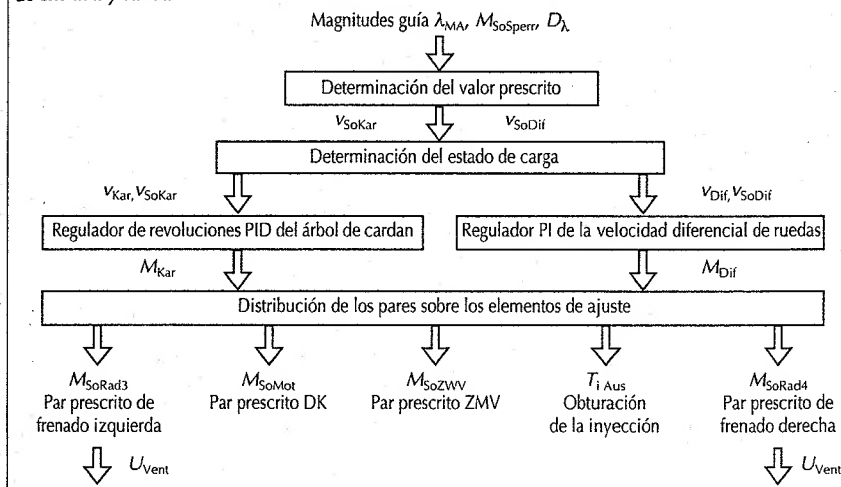 Magnitudes guía λMA, MSoSperr, Dλ
Determinación del valor prescrito
vSoKar vSoDif
Determinación del estado de carga
vKar, vSoKar vDif, vSoDif
Regulador de revoluciones PID del árbol de cardan Regulador PI de la velocidad diferencial de ruedas
MKar MDif
Distribución de los pares sobre los elementos de ajuste
MSoRad3 MSoMot MSoZWV Ti Aus MSoRad4
Par prescrito de Par prescrito DK Par prescrito ZMV Obturación Par prescrito de
frenado izquierda de la inyección frenado derecha
UVent UVent